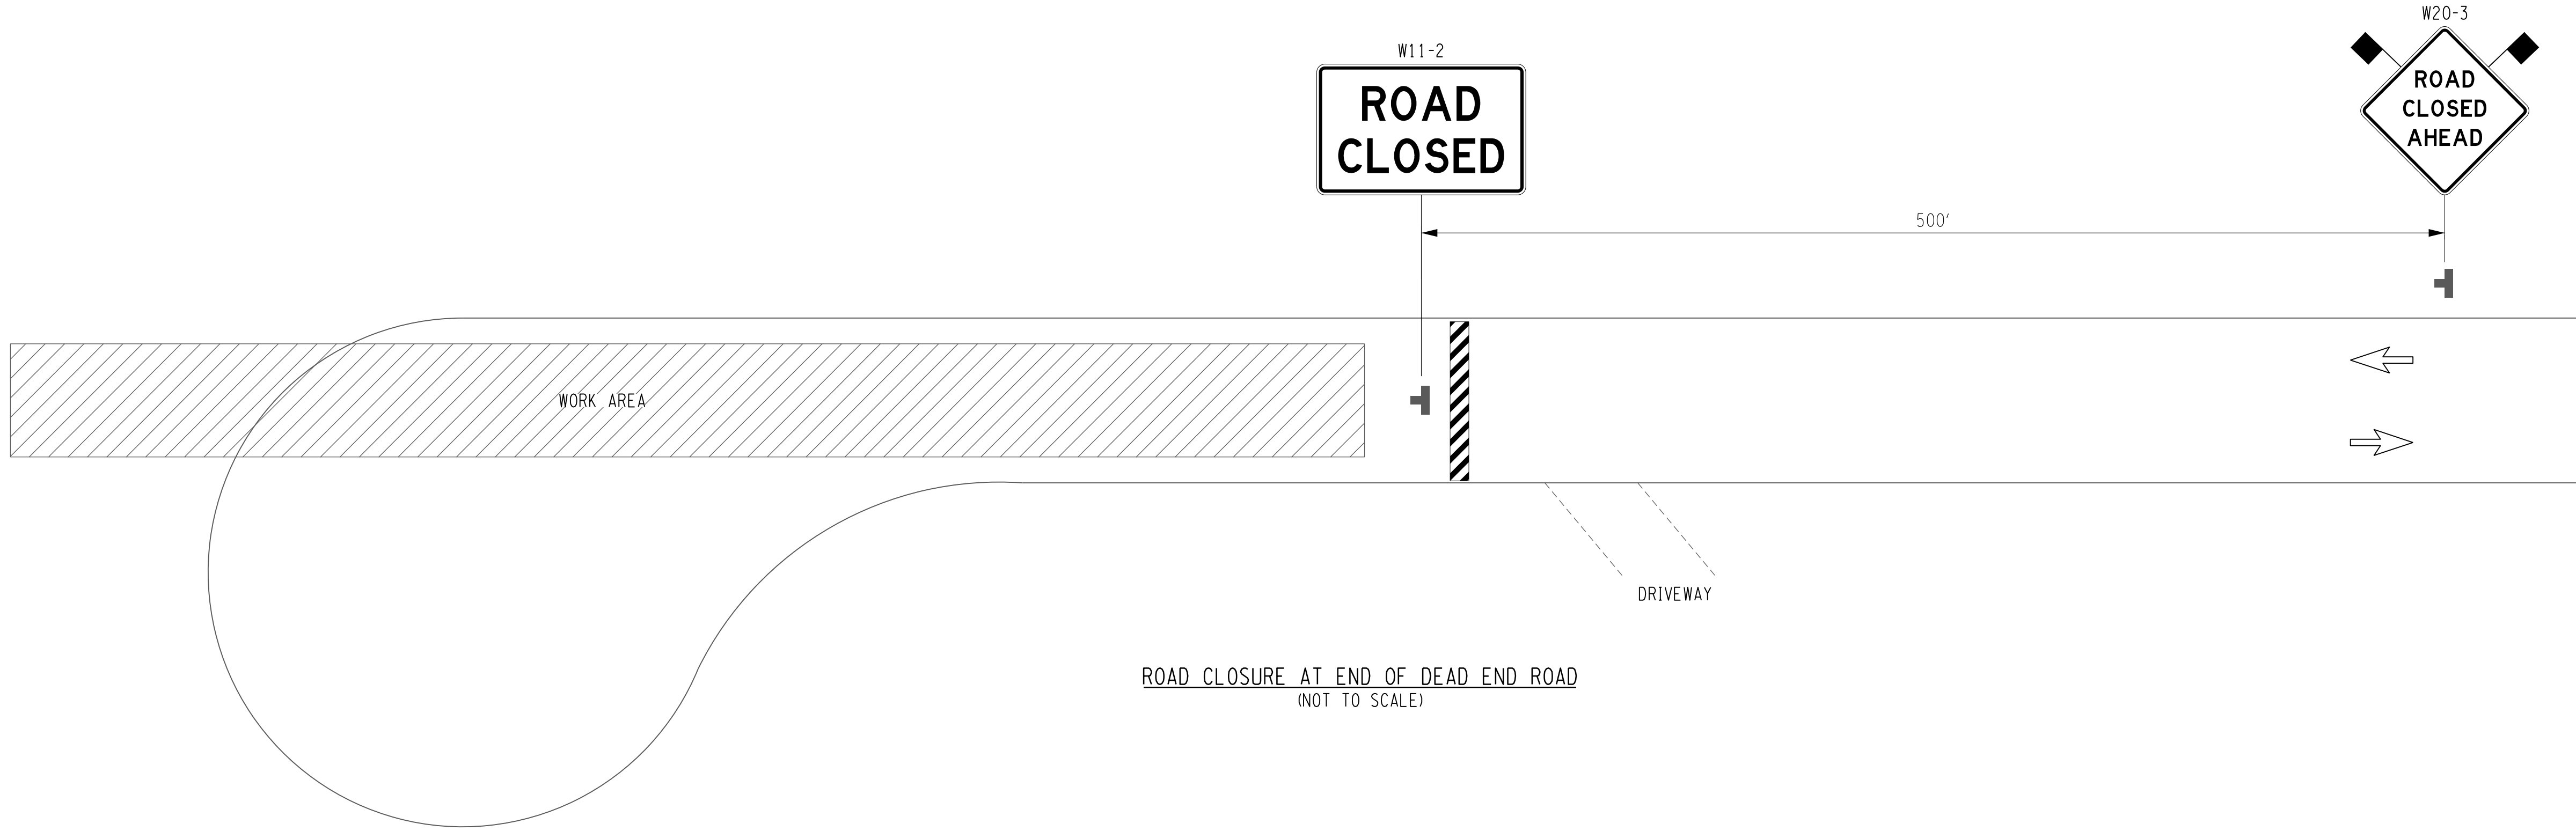 W20-3
W11-2
ROAD
CLOSED
AHEAD
ROAD
CLOSED
500'
WORK AREA
DRIVEWAY
ROAD CLOSURE AT END OF DEAD END ROAD
(NOT TO SCALE)